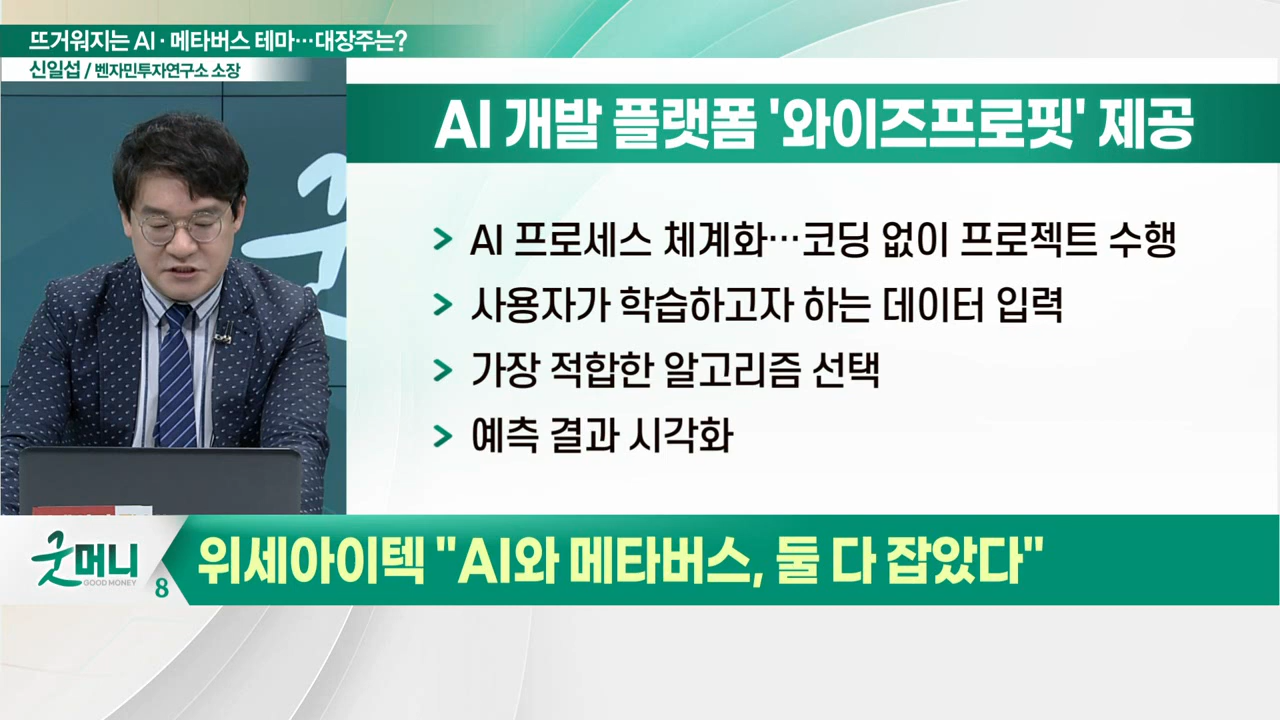 뜨거워지는 AI·메타버스 테마…대장주는?
신일섭 / 벤자민투자연구소 소장
AI 개발 플랫폼 '와이즈프로핏' 제공
> AI 프로세스 체계화…코딩 없이 프로젝트 수행
> 사용자가 학습하고자 하는 데이터 입력
> 가장 적합한 알고리즘 선택
> 예측 결과 시각화
굿머니
GOOD MONEY
8
위세아이텍 "AI와 메타버스, 둘 다 잡았다"